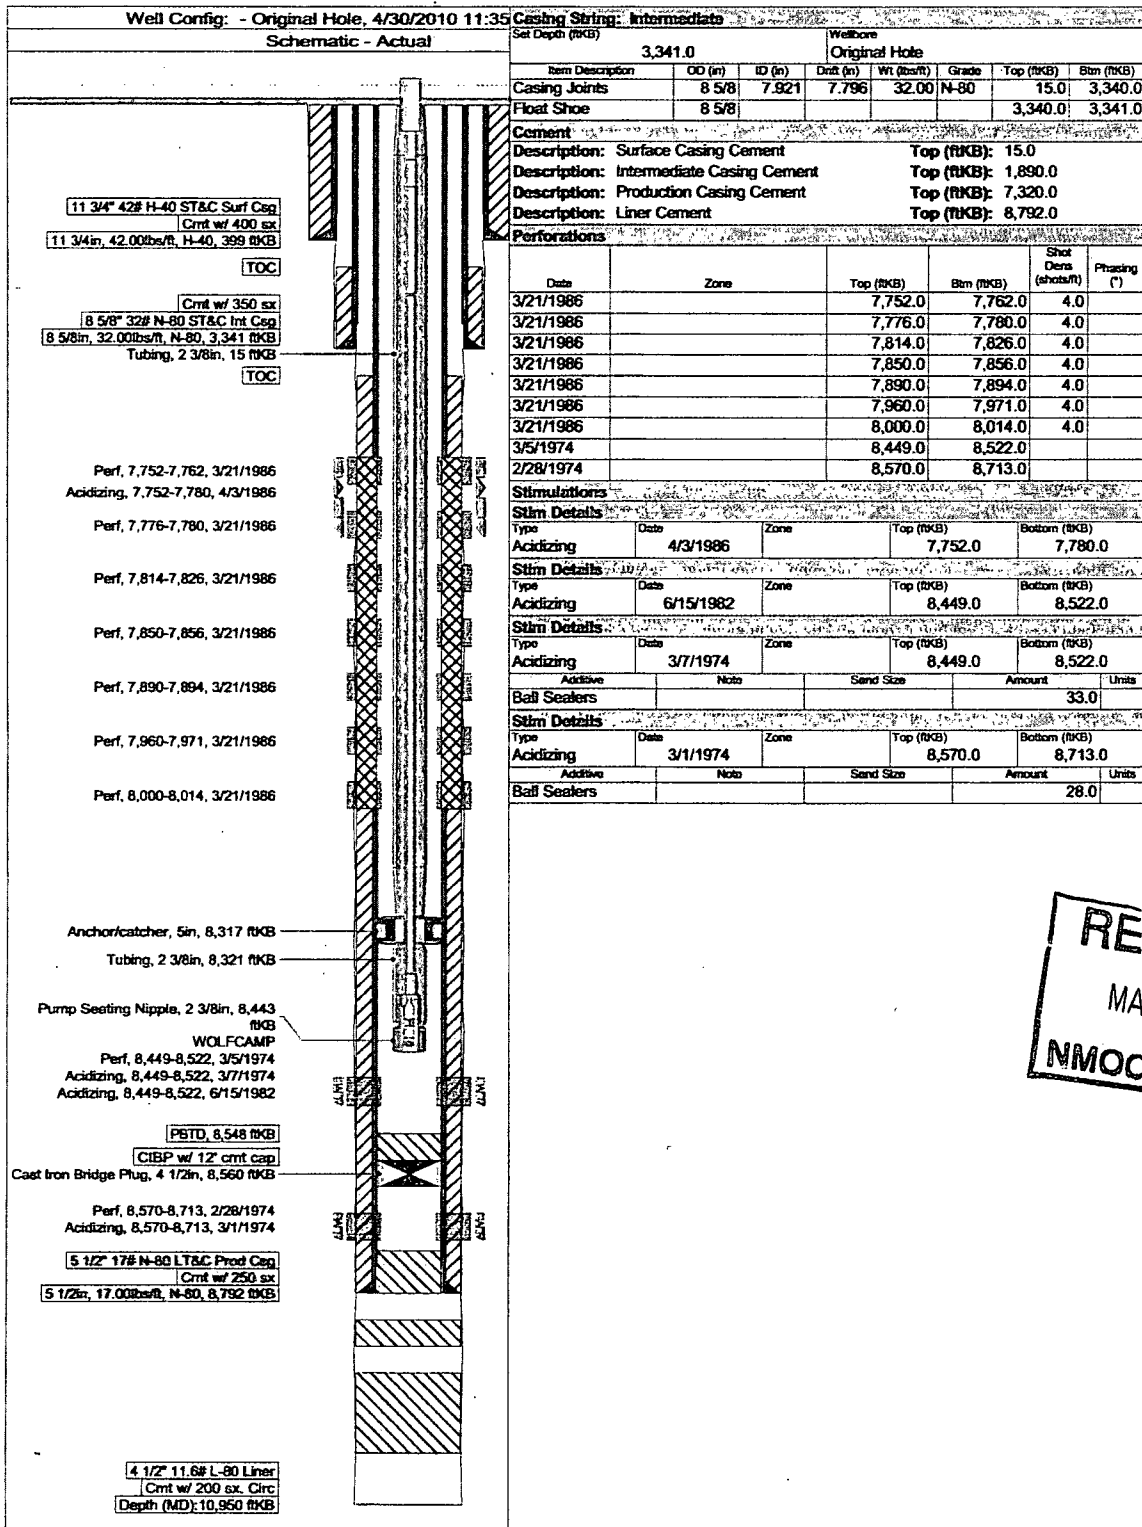 Well Config: - Original Hole, 4/30/2010 11:35
Schematic - Actual
11 3/4" 42# H-40 ST&C Surf Csg
Cmt w/ 400 sx
11 3/4in, 42.00lbs/ft, H-40, 399 ftKB
TOC
Cmt w/ 350 sx
8 5/8" 32# N-80 ST&C Int Csg
8 5/8in, 32.00lbs/ft, N-80, 3,341 ftKB
Tubing, 2 3/8in, 15 ftKB
TOC
Perf, 7,752-7,762, 3/21/1986
Acidizing, 7,752-7,780, 4/3/1986
Perf, 7,776-7,780, 3/21/1986
Perf, 7,814-7,826, 3/21/1986
Perf, 7,850-7,856, 3/21/1986
Perf, 7,890-7,894, 3/21/1986
Perf, 7,960-7,971, 3/21/1986
Perf, 8,000-8,014, 3/21/1986
Anchor/catcher, 5in, 8,317 ftKB
Tubing, 2 3/8in, 8,321 ftKB
Pump Seating Nipple, 2 3/8in, 8,443
ftKB
WOLFCAMP
Perf, 8,449-8,522, 3/5/1974
Acidizing, 8,449-8,522, 3/7/1974
Acidizing, 8,449-8,522, 6/15/1982
PBTD, 8,548 ftKB
CIBP w/ 12' cmt cap
Cast Iron Bridge Plug, 4 1/2in, 8,560 ftKB
Perf, 8,570-8,713, 2/28/1974
Acidizing, 8,570-8,713, 3/1/1974
5 1/2" 17# N-80 LT&C Prod Csg
Cmt w/ 250 sx
5 1/2in, 17.00lbs/ft, N-80, 8,792 ftKB
4 1/2" 11.6# L-80 Liner
Cmt w/ 200 sx. Circ
Depth (MD): 10,950 ftKB
Casing String: Intermediate
Set Depth (ftKB) Wellbore
3,341.0 Original Hole
Item Description OD (in) ID (in) Drift (in) Wt (lbs/ft) Grade Top (ftKB) Btm (ftKB)
Casing Joints 8 5/8 7.921 7.796 32.00 N-80 15.0 3,340.0
Float Shoe 8 5/8 3,340.0 3,341.0
Cement
Description: Surface Casing Cement Top (ftKB): 15.0
Description: Intermediate Casing Cement Top (ftKB): 1,890.0
Description: Production Casing Cement Top (ftKB): 7,320.0
Description: Liner Cement Top (ftKB): 8,792.0
Perforations
Date Zone Top (ftKB) Btm (ftKB) Shot Dens (shots/ft) Phasing (°)
3/21/1986 7,752.0 7,762.0 4.0
3/21/1986 7,776.0 7,780.0 4.0
3/21/1986 7,814.0 7,826.0 4.0
3/21/1986 7,850.0 7,856.0 4.0
3/21/1986 7,890.0 7,894.0 4.0
3/21/1986 7,960.0 7,971.0 4.0
3/21/1986 8,000.0 8,014.0 4.0
3/5/1974 8,449.0 8,522.0
2/28/1974 8,570.0 8,713.0
Stimulations
Stim Details
Type Date Zone Top (ftKB) Bottom (ftKB)
Acidizing 4/3/1986 7,752.0 7,780.0
Stim Details
Type Date Zone Top (ftKB) Bottom (ftKB)
Acidizing 6/15/1982 8,449.0 8,522.0
Stim Details
Type Date Zone Top (ftKB) Bottom (ftKB)
Acidizing 3/7/1974 8,449.0 8,522.0
Additive Note Sand Size Amount Units
Ball Sealers 33.0
Stim Details
Type Date Zone Top (ftKB) Bottom (ftKB)
Acidizing 3/1/1974 8,570.0 8,713.0
Additive Note Sand Size Amount Units
Ball Sealers 28.0
RE
MA
NMOC